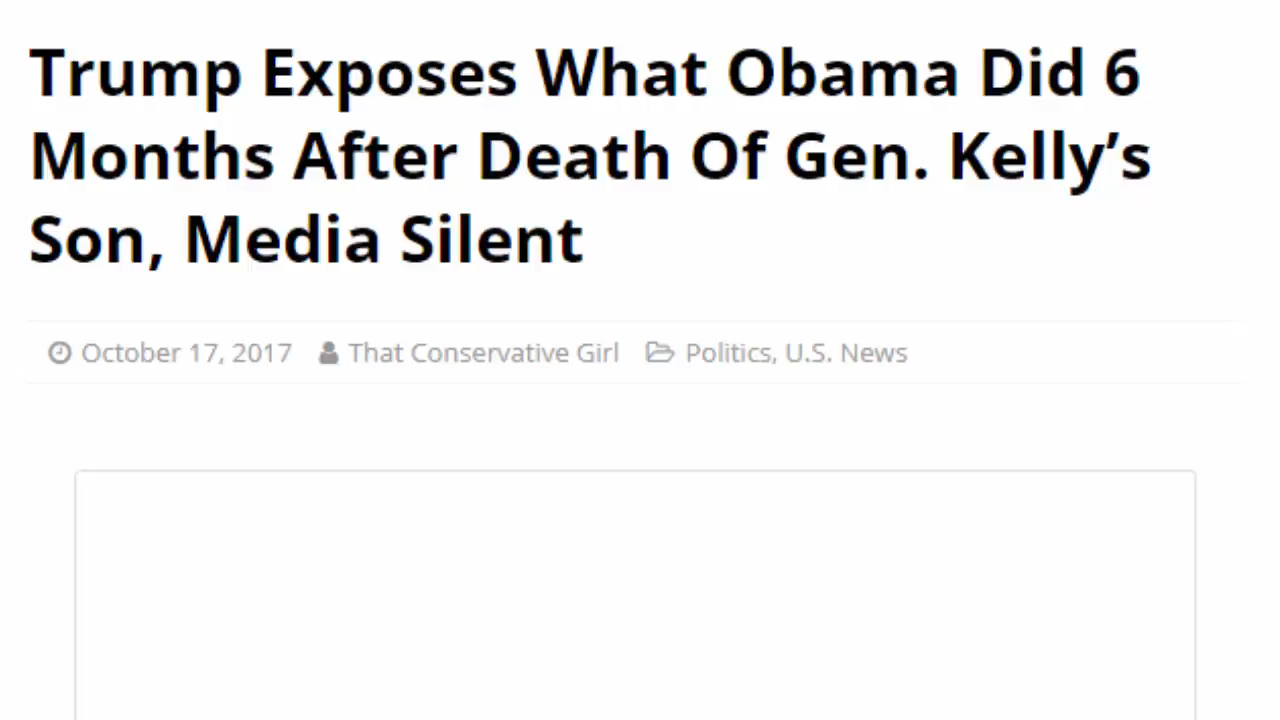 Trump Exposes What Obama Did 6
Months After Death Of Gen. Kelly’s
Son, Media Silent
October 17, 2017 That Conservative Girl Politics, U.S. News